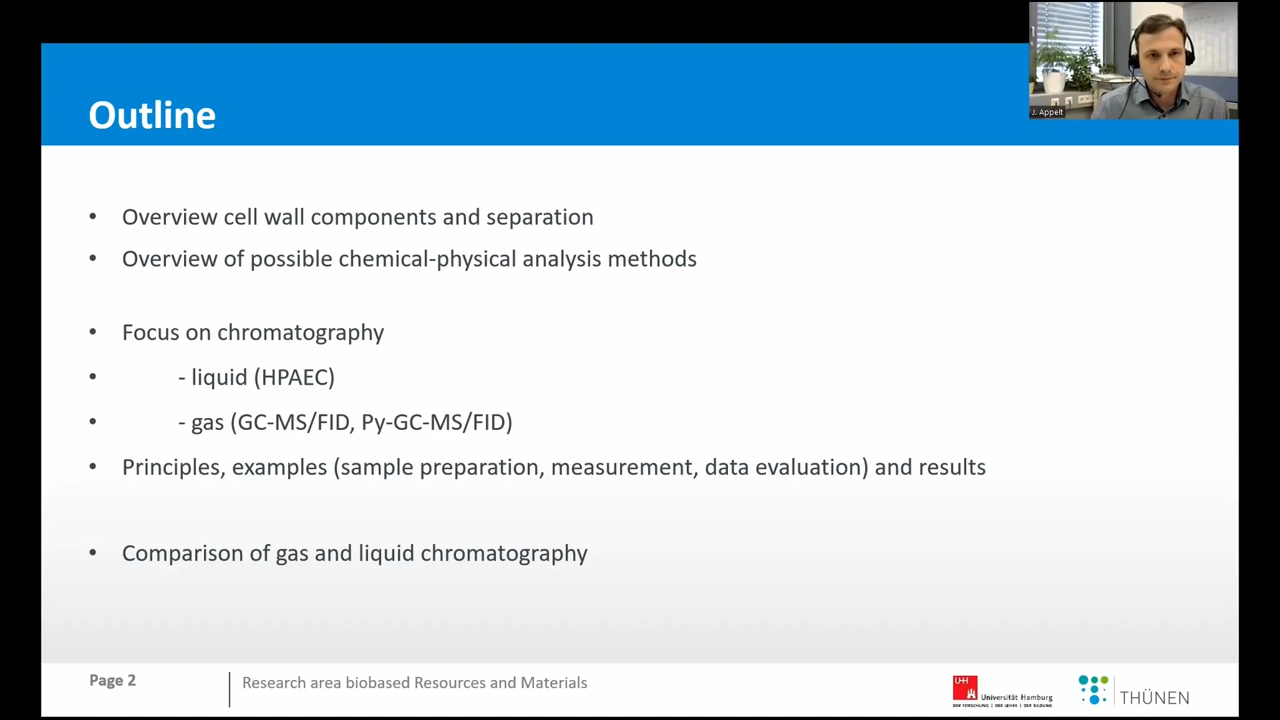 J. Appelt
Outline
• Overview cell wall components and separation
• Overview of possible chemical-physical analysis methods
• Focus on chromatography
• - liquid (HPAEC)
• - gas (GC-MS/FID, Py-GC-MS/FID)
• Principles, examples (sample preparation, measurement, data evaluation) and results
• Comparison of gas and liquid chromatography
Page 2
Research area biobased Resources and Materials
UH
Universität Hamburg
DER FORSCHUNG | DER LEHRE | DER BILDUNG
THÜNEN